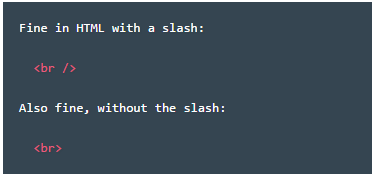 Fine in HTML with a slash:
<br />
Also fine, without the slash:
<br>